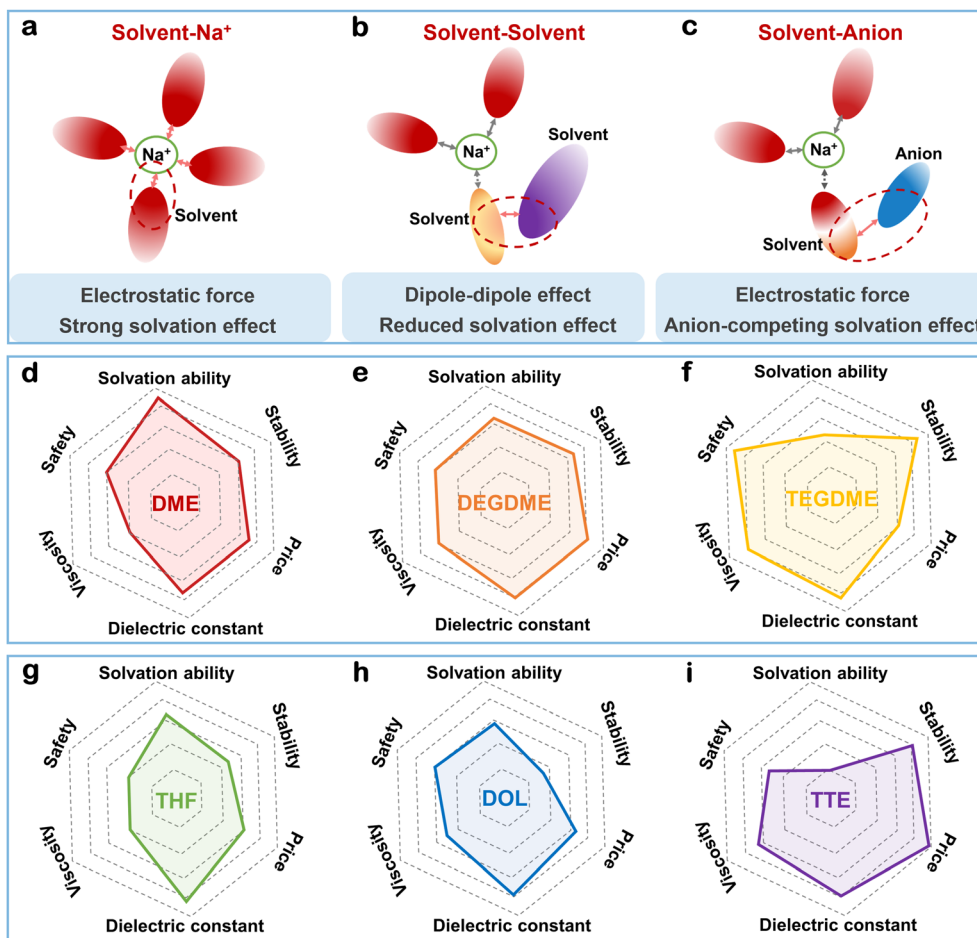 a
Solvent-Na⁺
Na⁺
Solvent
Electrostatic force
Strong solvation effect
b
Solvent-Solvent
Solvent
Na⁺
Solvent
Dipole-dipole effect
Reduced solvation effect
c
Solvent-Anion
Na⁺
Anion
Solvent
Electrostatic force
Anion-competing solvation effect
d
Solvation ability
Stability
Safety
DME
Viscosity
Price
Dielectric constant
e
Solvation ability
Stability
Safety
DEGDME
Viscosity
Price
Dielectric constant
f
Solvation ability
Stability
Safety
TEGDME
Viscosity
Price
Dielectric constant
g
Solvation ability
Stability
Safety
THF
Viscosity
Price
Dielectric constant
h
Solvation ability
Stability
Safety
DOL
Viscosity
Price
Dielectric constant
i
Solvation ability
Stability
Safety
TTE
Viscosity
Price
Dielectric constant